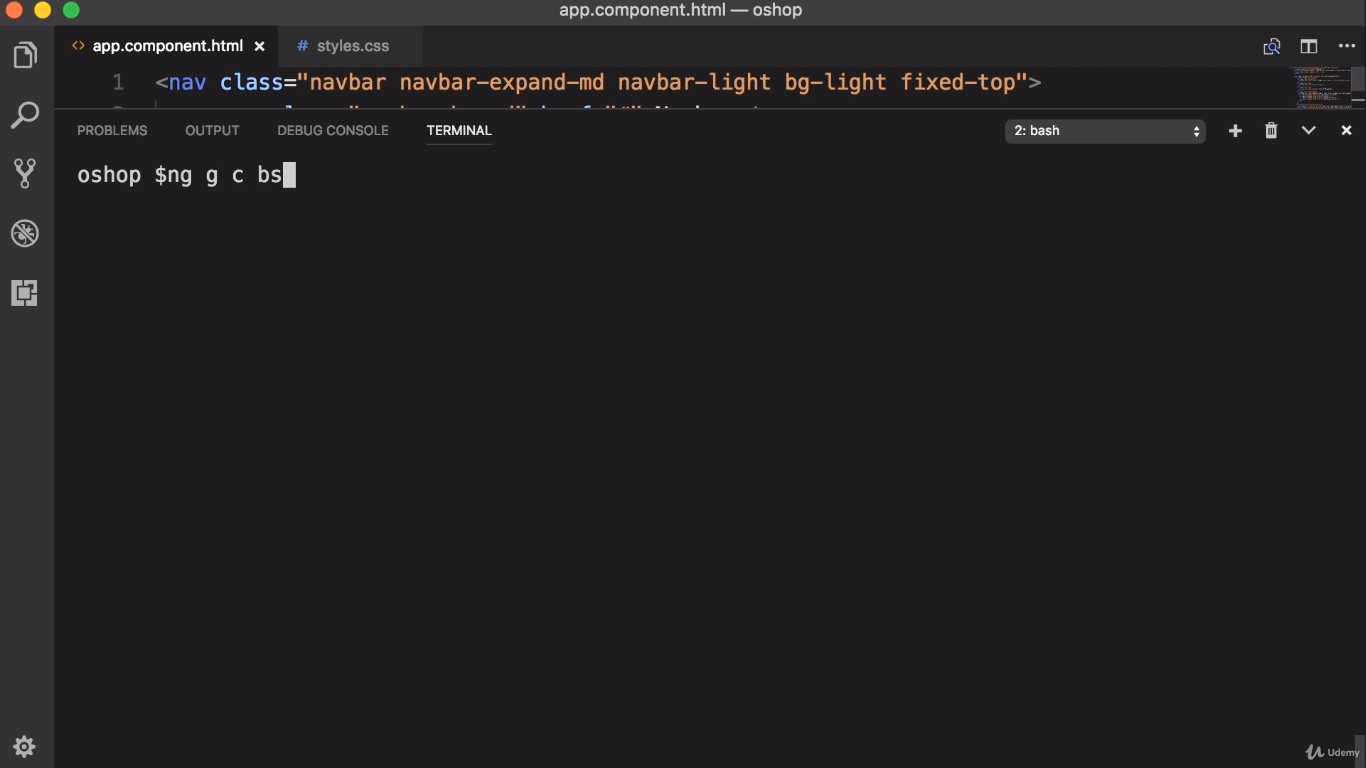 app.component.html — oshop
<> app.component.html × # styles.css
1 <nav class="navbar navbar-expand-md navbar-light bg-light fixed-top">
PROBLEMS OUTPUT DEBUG CONSOLE TERMINAL 2: bash
oshop $ng g c bs
Udemy